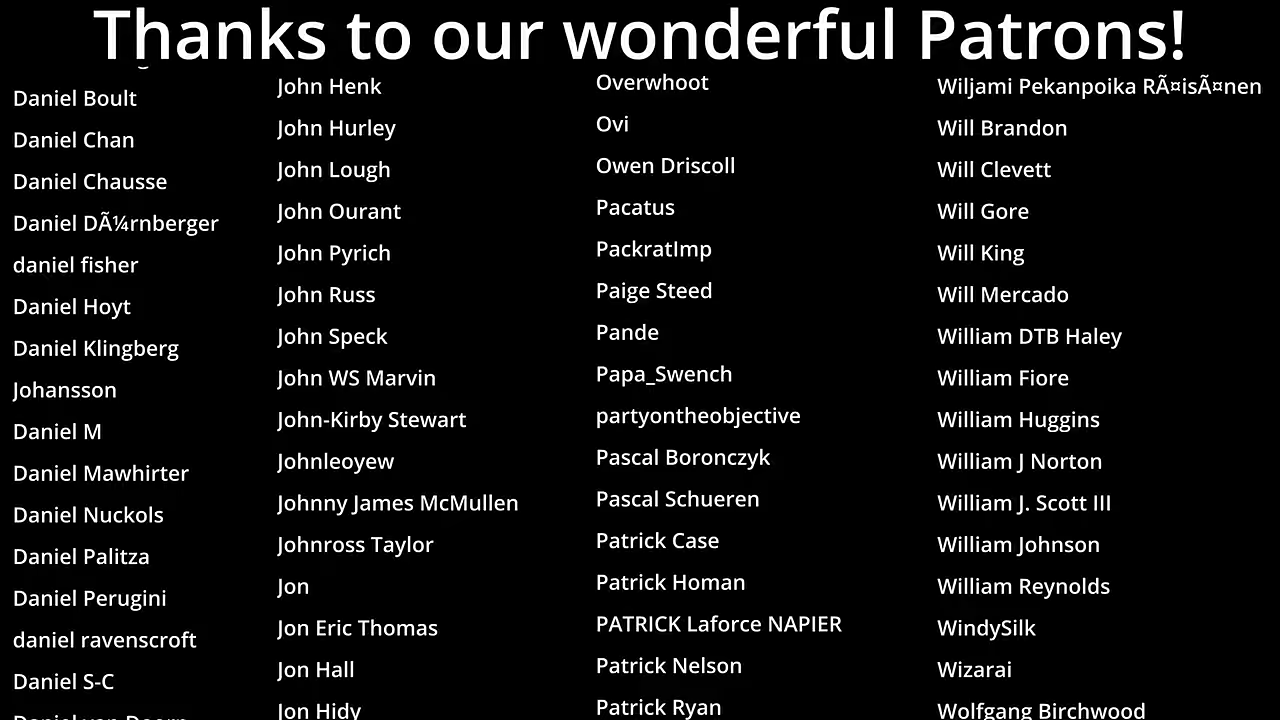 Thanks to our wonderful Patrons!
Daniel Boult
Daniel Chan
Daniel Chausse
Daniel DÃ¼rnberger
daniel fisher
Daniel Hoyt
Daniel Klingberg
Johansson
Daniel M
Daniel Mawhirter
Daniel Nuckols
Daniel Palitza
Daniel Perugini
daniel ravenscroft
Daniel S-C
John Henk
John Hurley
John Lough
John Ourant
John Pyrich
John Russ
John Speck
John WS Marvin
John-Kirby Stewart
Johnleoyew
Johnny James McMullen
Johnross Taylor
Jon
Jon Eric Thomas
Jon Hall
Jon Hidy
Overwhoot
Ovi
Owen Driscoll
Pacatus
PackratImp
Paige Steed
Pande
Papa_Swench
partyontheobjective
Pascal Boronczyk
Pascal Schueren
Patrick Case
Patrick Homan
PATRICK Laforce NAPIER
Patrick Nelson
Patrick Ryan
Wiljami Pekanpoika RÃ¤isÃ¤nen
Will Brandon
Will Clevett
Will Gore
Will King
Will Mercado
William DTB Haley
William Fiore
William Huggins
William J Norton
William J. Scott III
William Johnson
William Reynolds
WindySilk
Wizarai
Wolfgang Birchwood